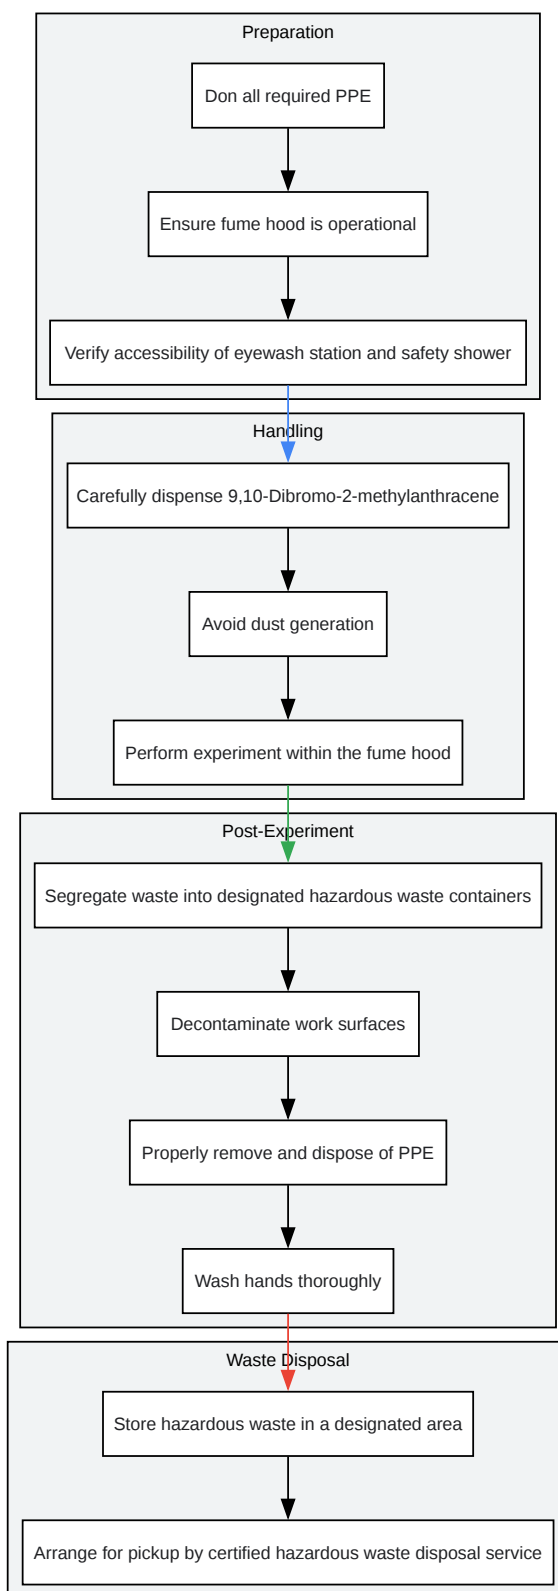 Preparation
Don all required PPE
Ensure fume hood is operational
Verify accessibility of eyewash station and safety shower
Handling
Carefully dispense 9,10-Dibromo-2-methylanthracene
Avoid dust generation
Perform experiment within the fume hood
Post-Experiment
Segregate waste into designated hazardous waste containers
Decontaminate work surfaces
Properly remove and dispose of PPE
Wash hands thoroughly
Waste Disposal
Store hazardous waste in a designated area
Arrange for pickup by certified hazardous waste disposal service